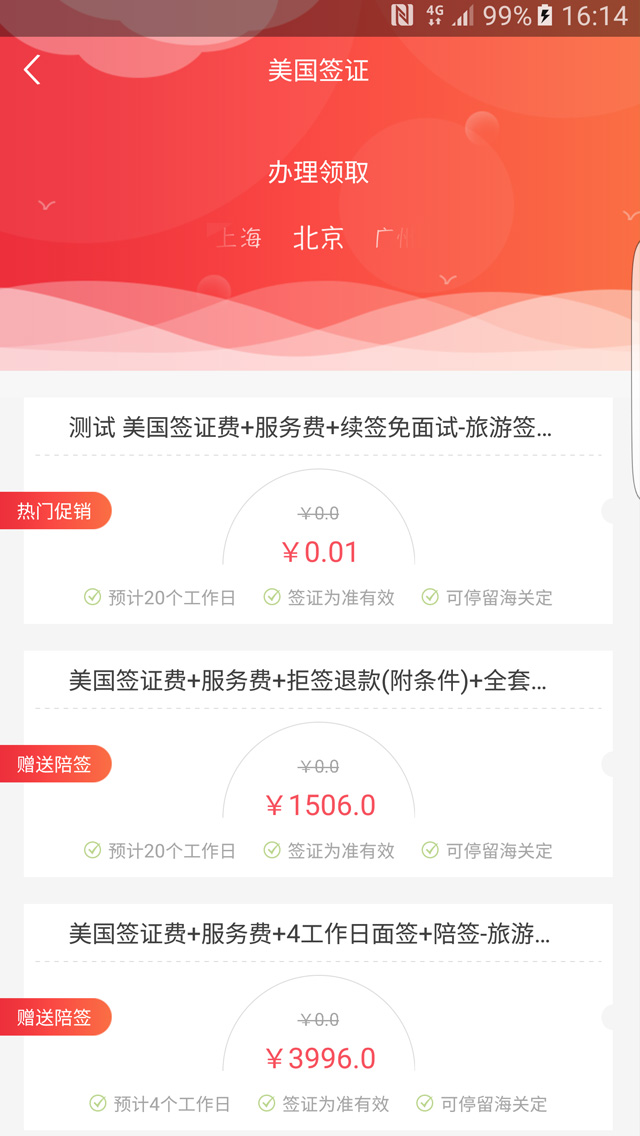 4G 99% 16:14
美国签证
办理领取
上海 北京 广州
测试 美国签证费+服务费+续签免面试-旅游签...
热门促销
￥0.0
￥0.01
预计20个工作日 签证为准有效 可停留海关定
美国签证费+服务费+拒签退款(附条件)+全套...
赠送陪签
￥0.0
￥1506.0
预计20个工作日 签证为准有效 可停留海关定
美国签证费+服务费+4工作日面签+陪签-旅游...
赠送陪签
￥0.0
￥3996.0
预计4个工作日 签证为有效 可停留海关定